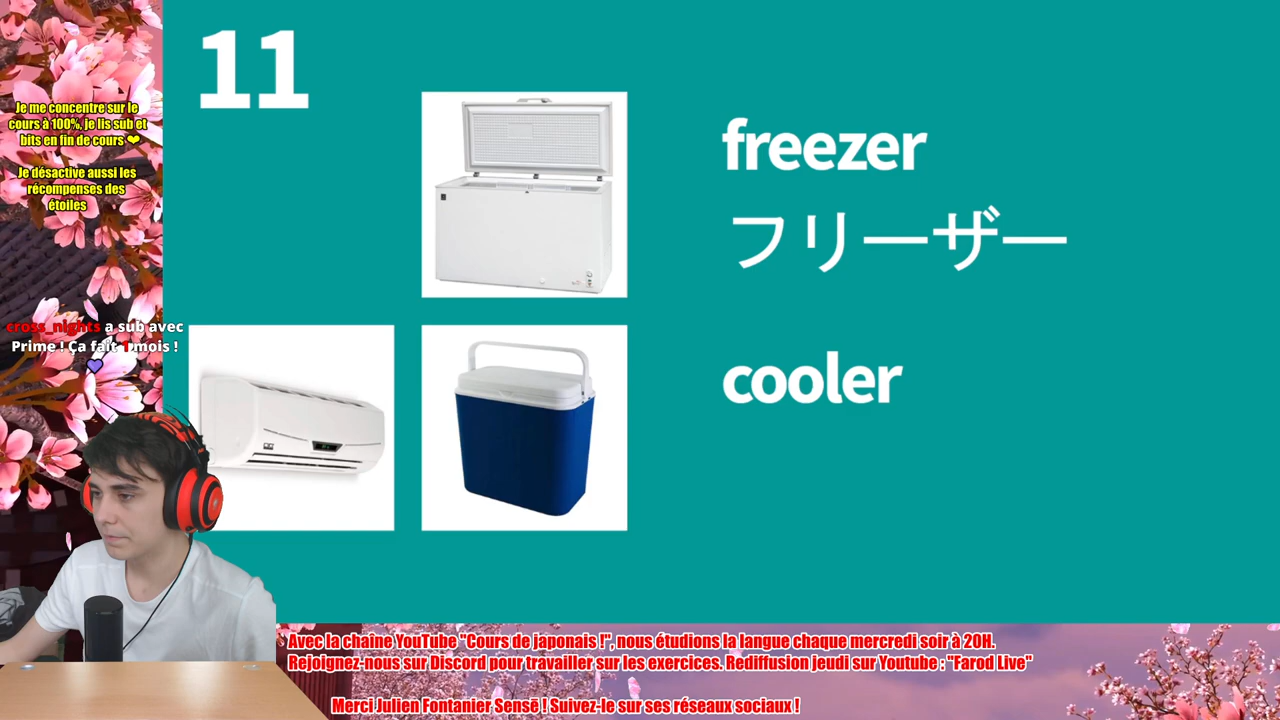 11
freezer
フリーザー
cooler
Je me concentre sur le
cours à 100%, je lis sub et
bits en fin de cours ❤
Je désactive aussi les
récompenses des
étoiles
cross_nights a sub avec
Prime ! Ça fait 1 mois !
💜
Avec la chaîne YouTube "Cours de japonais !", nous étudions la langue chaque mercredi soir à 20H.
Rejoignez-nous sur Discord pour travailler sur les exercices. Rediffusion jeudi sur Youtube : "Farod Live"
Merci Julien Fontanier Sensē ! Suivez-le sur ses réseaux sociaux !